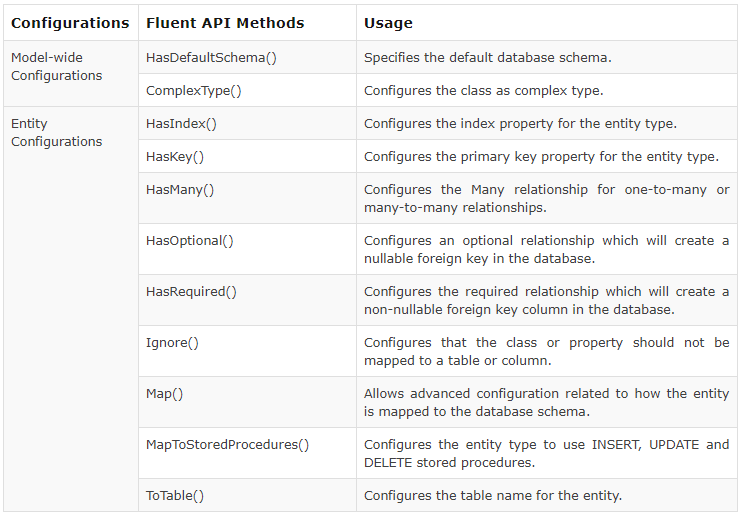 Configurations Fluent API Methods Usage
Model-wide Configurations HasDefaultSchema() Specifies the default database schema.
ComplexType() Configures the class as complex type.
Entity Configurations HasIndex() Configures the index property for the entity type.
HasKey() Configures the primary key property for the entity type.
HasMany() Configures the Many relationship for one-to-many or
many-to-many relationships.
HasOptional() Configures an optional relationship which will create a
nullable foreign key in the database.
HasRequired() Configures the required relationship which will create a
non-nullable foreign key column in the database.
Ignore() Configures that the class or property should not be
mapped to a table or column.
Map() Allows advanced configuration related to how the entity
is mapped to the database schema.
MapToStoredProcedures() Configures the entity type to use INSERT, UPDATE and
DELETE stored procedures.
ToTable() Configures the table name for the entity.